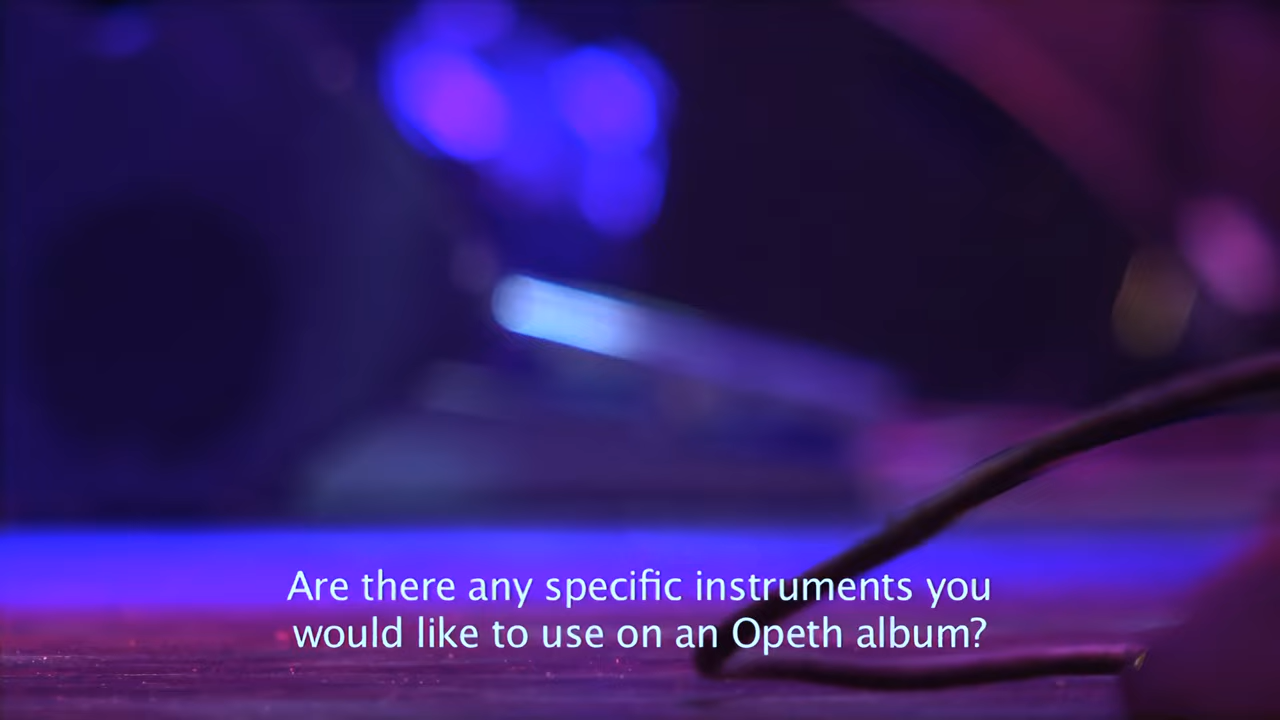 Are there any specific instruments you
would like to use on an Opeth album?